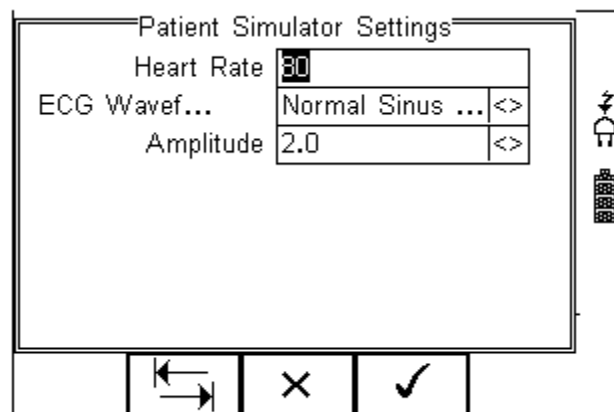 Patient Simulator Settings
Heart Rate 80
ECG Wavef... Normal Sinus ... <>
Amplitude 2.0 <>